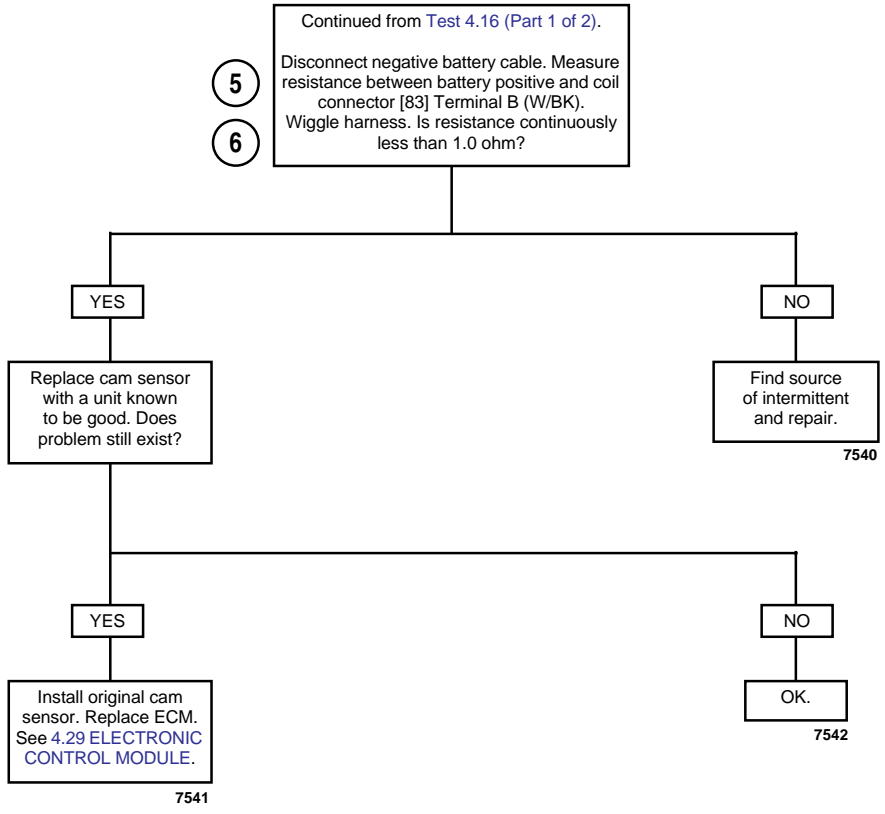 Continued from Test 4.16 (Part 1 of 2).
Disconnect negative battery cable. Measure
resistance between battery positive and coil
connector [83] Terminal B (W/BK).
Wiggle harness. Is resistance continuously
less than 1.0 ohm?
5
6
YES
NO
Replace cam sensor
with a unit known
to be good. Does
problem still exist?
Find source
of intermittent
and repair.
7540
YES
NO
Install original cam
sensor. Replace ECM.
See 4.29 ELECTRONIC
CONTROL MODULE.
7541
OK.
7542